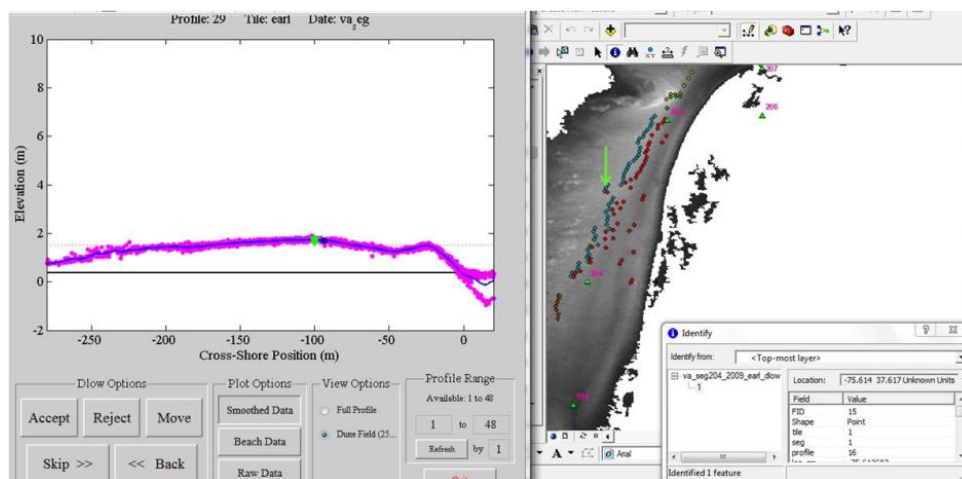 Profile: 29 Tile: earl Date: va_seg
10
8
6
4
2
0
-2
Elevation (m)
-250
-200
-150
-100
-50
0
Cross-Shore Position (m)
Dlow Options
Accept
Reject
Move
Skip >>
<< Back
Plot Options
Smoothed Data
Beach Data
Raw Data
View Options
Full Profile
Dune Field (25...
Profile Range
Available: 1 to 48
1 to 48
Refresh by 1
XY
207
206
204
Arial
Identify
Identify from: <Top-most layer>
va_seg204_2009_earl_dlow
1
Location: -75.614 37.617 Unknown Units
Field Value
FID 15
Shape Point
tile 1
seg 1
profile 16
Identified 1 feature